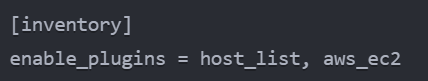 [inventory]
enable_plugins = host_list, aws_ec2